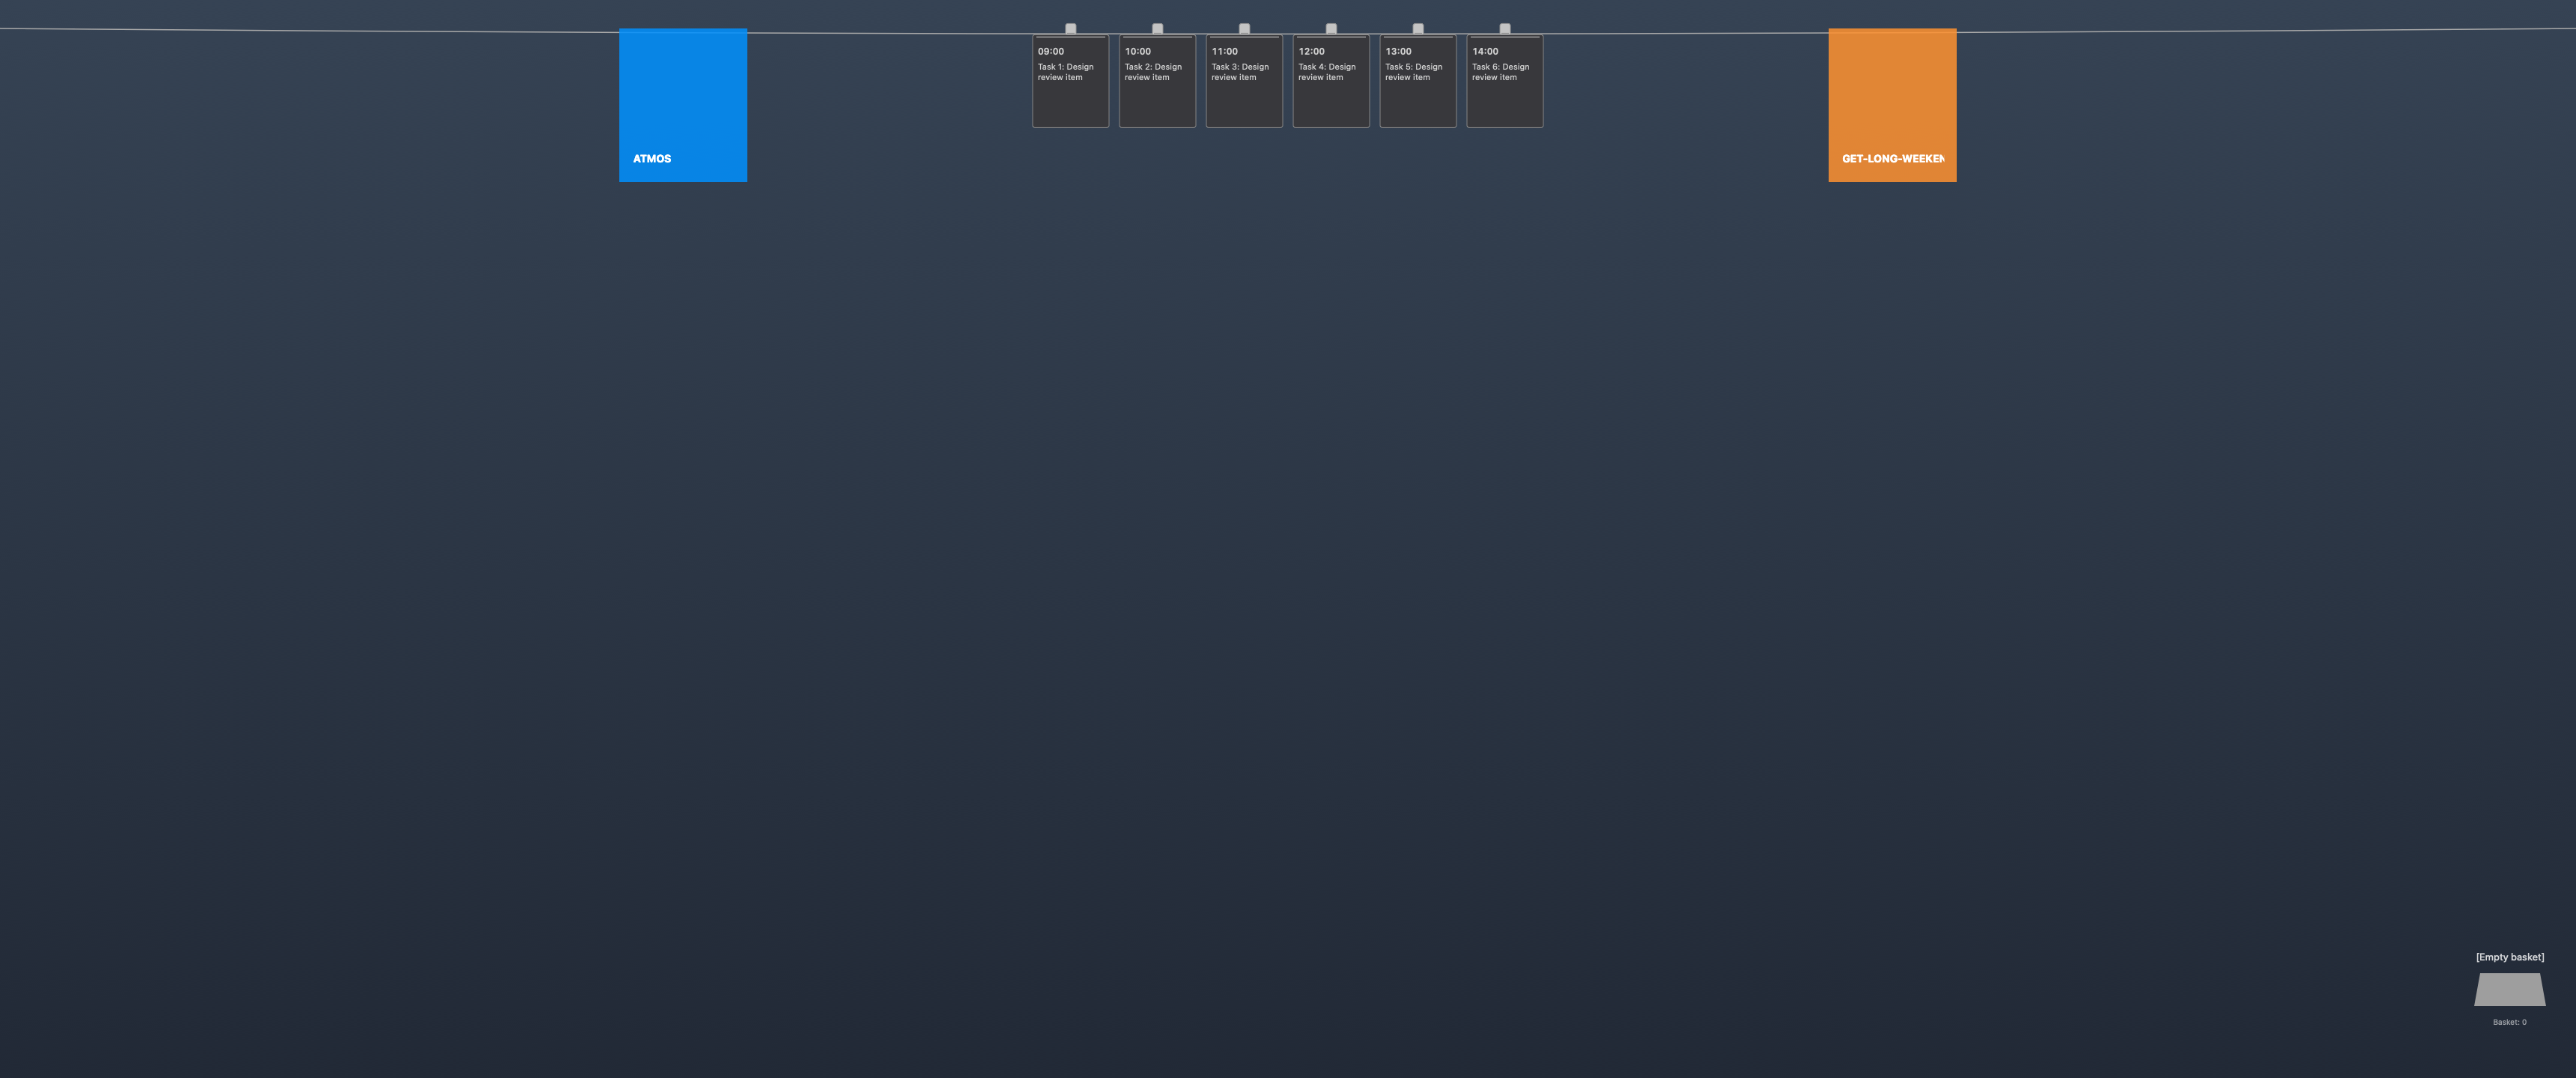 09:00
Task 1: Design
review item
10:00
Task 2: Design
review item
11:00
Task 3: Design
review item
12:00
Task 4: Design
review item
13:00
Task 5: Design
review item
14:00
Task 6: Design
review item
ATMOS
GET-LONG-WEEKEN
[Empty basket]
Basket: 0